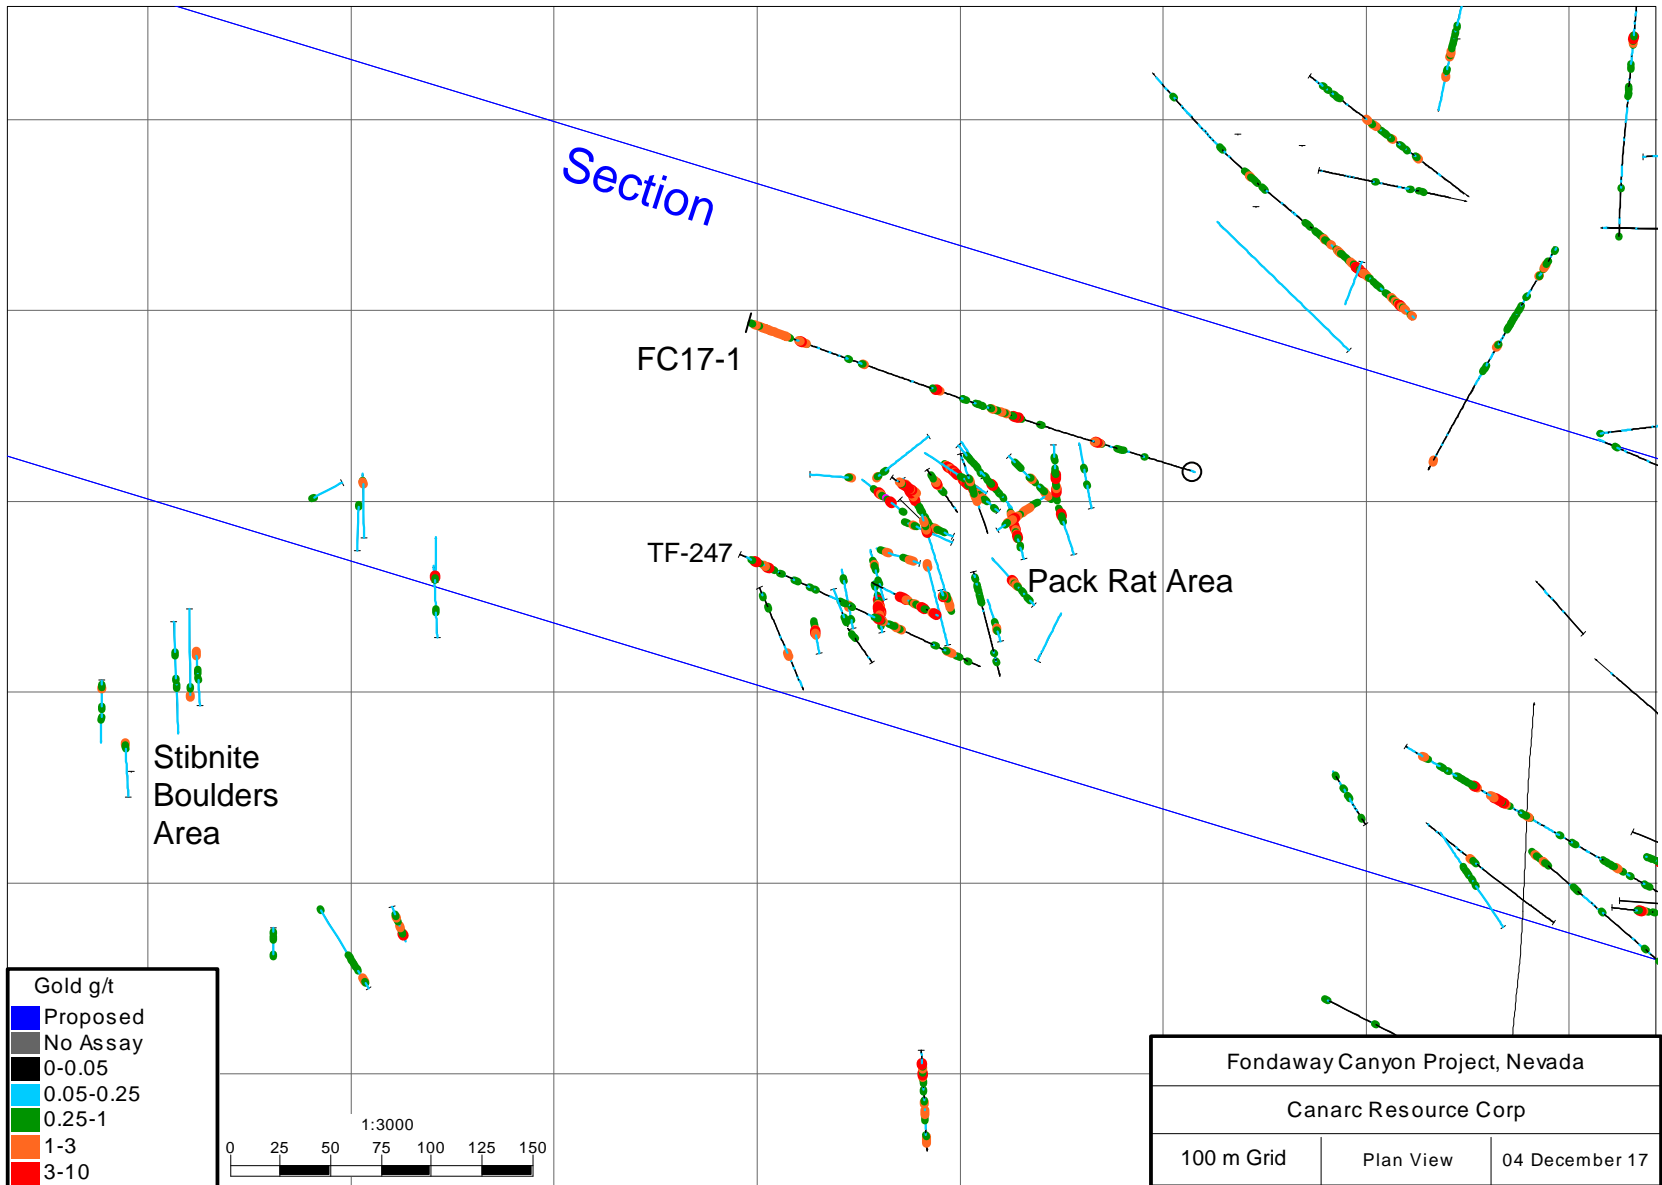 Section
FC17-1
TF-247
Pack Rat Area
Stibnite
Boulders
Area
Gold g/t
Proposed
No Assay
0-0.05
0.05-0.25
0.25-1
1-3
3-10
1:3000
0 25 50 75 100 125 150
Fondaway Canyon Project, Nevada
Canarc Resource Corp
100 m Grid Plan View 04 December 17